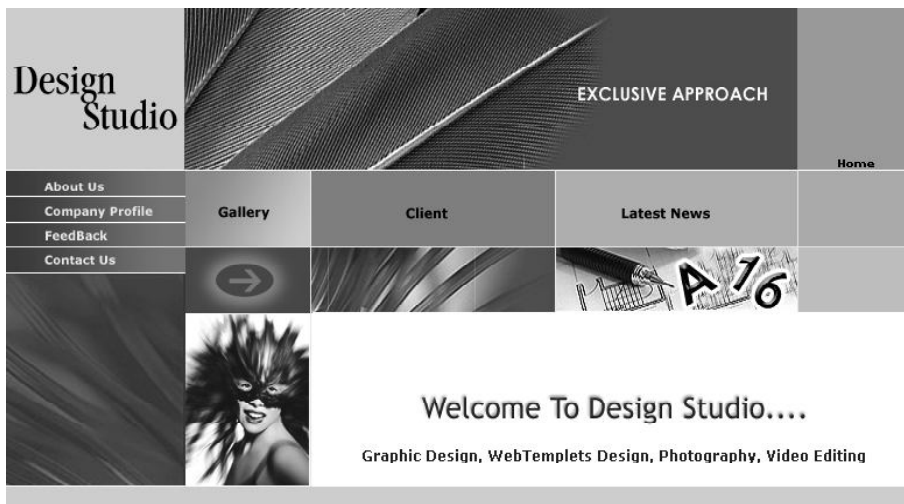 Design
Studio
EXCLUSIVE APPROACH
Home
About Us
Company Profile
FeedBack
Contact Us
Gallery
Client
Latest News
A 16
Welcome To Design Studio....
Graphic Design, WebTemplets Design, Photography, Video Editing